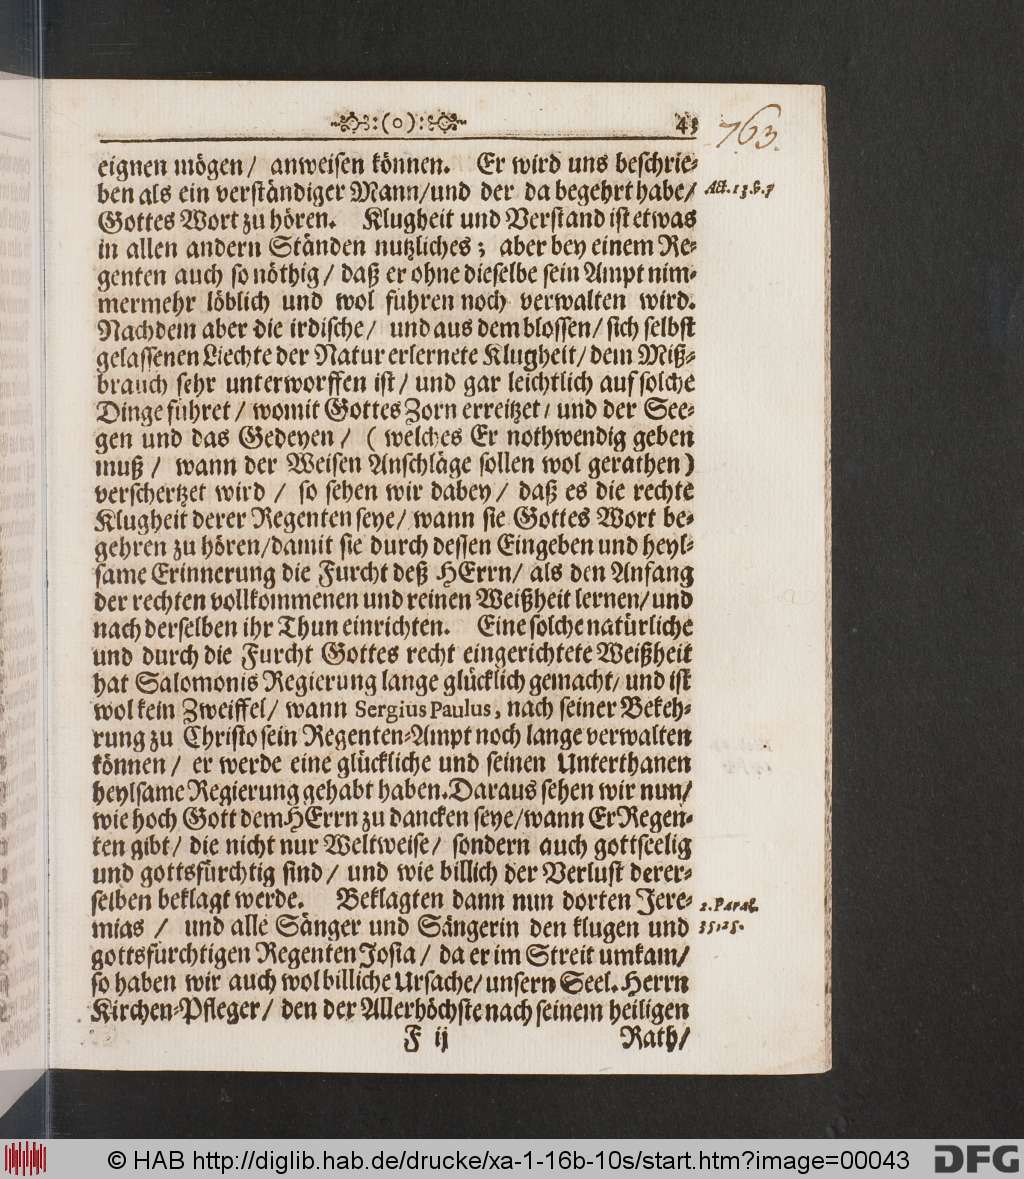 :(o): 43
763.
eignen mögen/ anweisen können. Er wird uns beschrie-
ben als ein verständiger Mann/und der da begehrt habe/
Act. 13. v. 7
Gottes Wort zu hören. Klugheit und Verstand ist etwas
in allen andern Ständen nutzliches; aber bey einem Re-
genten auch so nöthig/ daß er ohne dieselbe sein Ampt nim-
mermehr löblich und wol führen noch verwalten wird.
Nachdem aber die irdische/ und aus dem blossen/ sich selbst
gelassenen Liechte der Natur erlernete Klugheit/ dem Miß-
brauch sehr unterworffen ist/ und gar leichtlich auf solche
Dinge führet/ womit Gottes Zorn erreitzet/ und der See-
gen und das Gedeyen/ (welches Er nothwendig geben
muß/ wann der Weisen Anschläge sollen wol gerathen)
verschertzet wird/ so sehen wir dabey/ daß es die rechte
Klugheit derer Regenten seye/ wann sie Gottes Wort be-
gehren zu hören/damit sie durch dessen Eingeben und heyl-
same Erinnerung die Furcht deß HErrn/ als den Anfang
der rechten vollkommenen und reinen Weißheit lernen/und
nach derselben ihr Thun einrichten. Eine solche natürliche
und durch die Furcht Gottes recht eingerichtete Weißheit
hat Salomonis Regierung lange glücklich gemacht/ und ist
wol kein Zweiffel/ wann Sergius Paulus, nach seiner Bekeh-
rung zu Christo sein Regenten-Ampt noch lange verwalten
können/ er werde eine glückliche und seinen Unterthanen
heylsame Regierung gehabt haben. Daraus sehen wir nun/
wie hoch Gott dem HErrn zu dancken seye/wann Er Regen-
ten gibt/ die nicht nur Weltweise/ sondern auch gottseelig
und gottsfürchtig sind/ und wie billich der Verlust derer-
selben beklagt werde. Beklagten dann nun dorten Jere-
2. Paral.
mias/ und alle Sänger und Sängerin den klugen und
35, 25.
gottsfürchtigen Regenten Josia/ da er im Streit umkam/
so haben wir auch wol billiche Ursache/ unsern Seel. Herrn
Kirchen-Pfleger/ den der Allerhöchste nach seinem heiligen
F ij Rath/
© HAB http://diglib.hab.de/drucke/xa-1-16b-10s/start.htm?image=00043
DFG